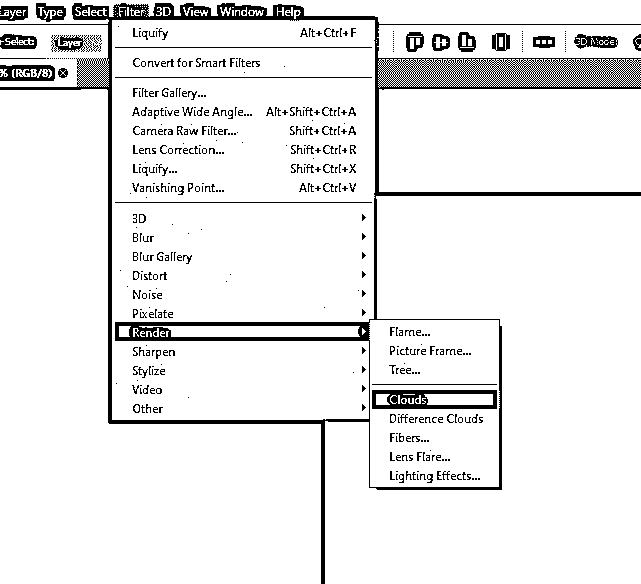 Layer Type Select Filter 3D View Window Help
-Select: Layer 3D Mode:
% (RGB/8)
Liquify Alt+Ctrl+F
Convert for Smart Filters
Filter Gallery...
Adaptive Wide Angle... Alt+Shift+Ctrl+A
Camera Raw Filter... Shift+Ctrl+A
Lens Correction... Shift+Ctrl+R
Liquify... Shift+Ctrl+X
Vanishing Point... Alt+Ctrl+V
3D
Blur
Blur Gallery
Distort
Noise
Pixelate
Render
Sharpen
Stylize
Video
Other
Flame...
Picture Frame...
Tree...
Clouds
Difference Clouds
Fibers...
Lens Flare...
Lighting Effects...